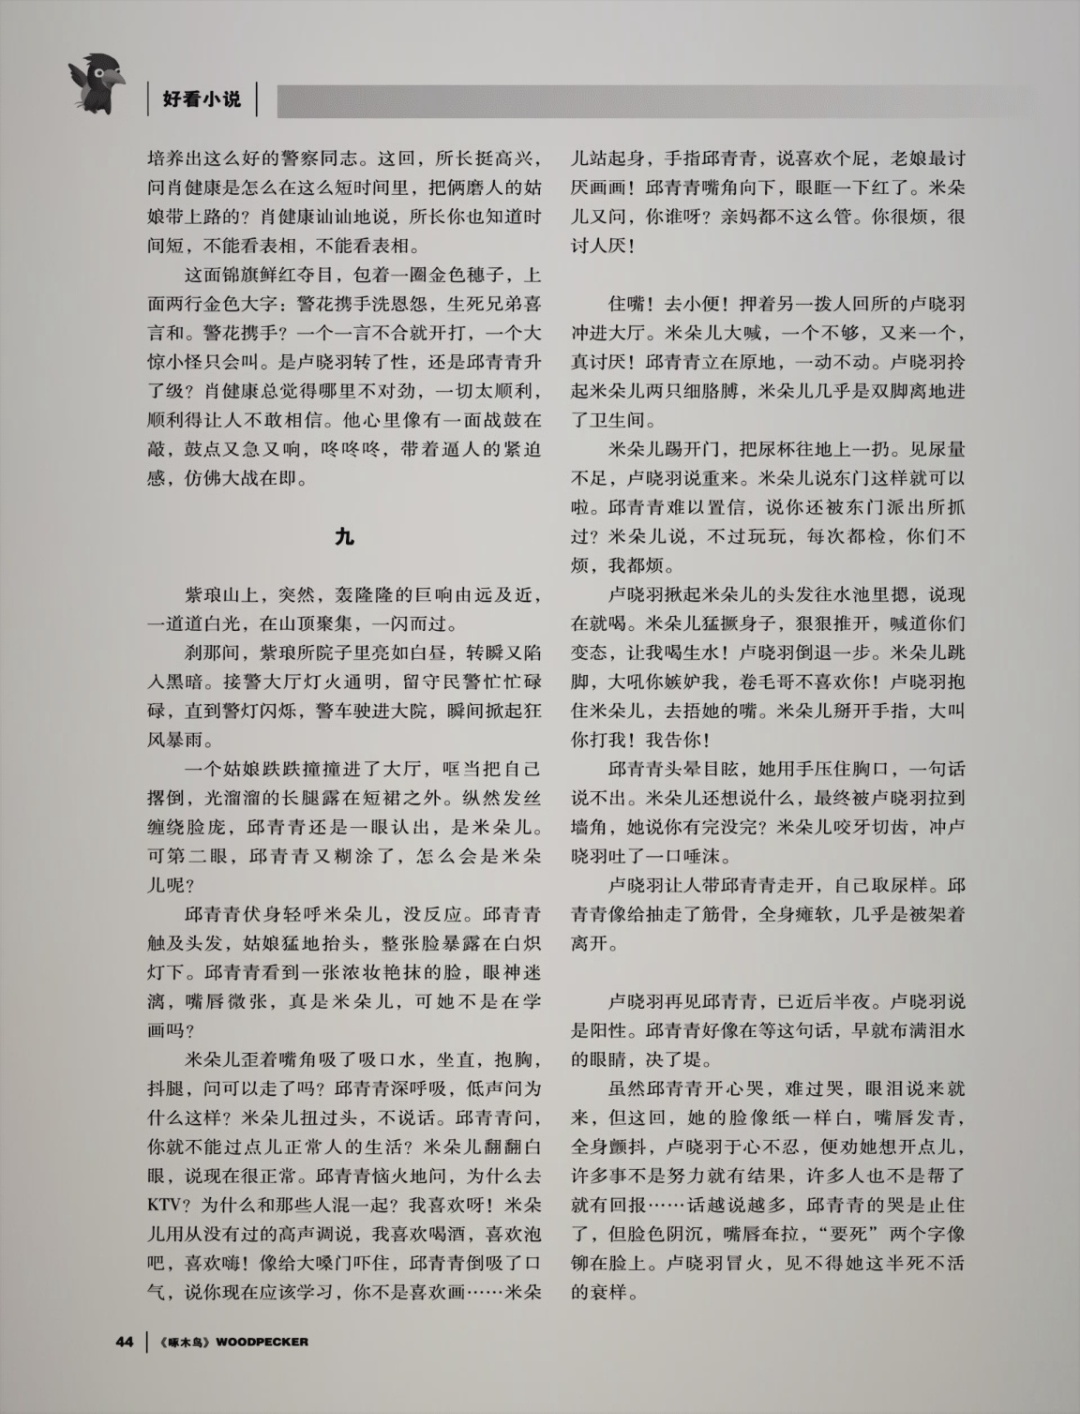 好看小说
培养出这么好的警察同志。这回，所长挺高兴，
问肖健康是怎么在这么短时间里，把俩磨人的姑
娘带上路的？肖健康讪讪地说，所长你也知道时
间短，不能看表相，不能看表相。
这面锦旗鲜红夺目，包着一圈金色穗子，上
面两行金色大字：警花携手洗恩怨，生死兄弟喜
言和。警花携手？一个一言不合就开打，一个大
惊小怪只会叫。是卢晓羽转了性，还是邱青青升
了级？肖健康总觉得哪里不对劲，一切太顺利，
顺利得让人不敢相信。他心里像有一面战鼓在
敲，鼓点又急又响，咚咚咚，带着逼人的紧迫
感，仿佛大战在即。
九
紫琅山上，突然，轰隆隆的巨响由远及近，
一道道白光，在山顶聚集，一闪而过。
刹那间，紫琅所院子里亮如白昼，转瞬又陷
入黑暗。接警大厅灯火通明，留守民警忙忙碌
碌，直到警灯闪烁，警车驶进大院，瞬间掀起狂
风暴雨。
一个姑娘跌跌撞撞进了大厅，哐当把自己
撂倒，光溜溜的长腿露在短裙之外。纵然发丝
缠绕脸庞，邱青青还是一眼认出，是米朵儿。
可第二眼，邱青青又糊涂了，怎么会是米朵
儿呢？
邱青青伏身轻呼米朵儿，没反应。邱青青
触及头发，姑娘猛地抬头，整张脸暴露在白炽
灯下。邱青青看到一张浓妆艳抹的脸，眼神迷
漓，嘴唇微张，真是米朵儿，可她不是在学
画吗？
米朵儿歪着嘴角吸了吸口水，坐直，抱胸，
抖腿，问可以走了吗？邱青青深呼吸，低声问为
什么这样？米朵儿扭过头，不说话。邱青青问，
你就不能过点儿正常人的生活？米朵儿翻翻白
眼，说现在很正常。邱青青恼火地问，为什么去
KTV？为什么和那些人混一起？我喜欢呀！米朵
儿用从没有过的高声调说，我喜欢喝酒，喜欢泡
吧，喜欢嗨！像给大嗓门吓住，邱青青倒吸了口
气，说你现在应该学习，你不是喜欢画……米朵
儿站起身，手指邱青青，说喜欢个屁，老娘最讨
厌画画！邱青青嘴角向下，眼眶一下红了。米朵
儿又问，你谁呀？亲妈都不这么管。你很烦，很
讨人厌！
住嘴！去小便！押着另一拨人回所的卢晓羽
冲进大厅。米朵儿大喊，一个不够，又来一个，
真讨厌！邱青青立在原地，一动不动。卢晓羽拎
起米朵儿两只细胳膊，米朵儿几乎是双脚离地进
了卫生间。
米朵儿踢开门，把尿杯往地上一扔。见尿量
不足，卢晓羽说重来。米朵儿说东门这样就可以
啦。邱青青难以置信，说你还被东门派出所抓
过？米朵儿说，不过玩玩，每次都检，你们不
烦，我都烦。
卢晓羽揪起米朵儿的头发往水池里摁，说现
在就喝。米朵儿猛撅身子，狠狠推开，喊道你们
变态，让我喝生水！卢晓羽倒退一步。米朵儿跳
脚，大吼你嫉妒我，卷毛哥不喜欢你！卢晓羽抱
住米朵儿，去捂她的嘴。米朵儿掰开手指，大叫
你打我！我告你！
邱青青头晕目眩，她用手压住胸口，一句话
说不出。米朵儿还想说什么，最终被卢晓羽拉到
墙角，她说你有完没完？米朵儿咬牙切齿，冲卢
晓羽吐了一口唾沫。
卢晓羽让人带邱青青走开，自己取尿样。邱
青青像给抽走了筋骨，全身瘫软，几乎是被架着
离开。
卢晓羽再见邱青青，已近后半夜。卢晓羽说
是阳性。邱青青好像在等这句话，早就布满泪水
的眼睛，决了堤。
虽然邱青青开心哭，难过哭，眼泪说来就
来，但这回，她的脸像纸一样白，嘴唇发青，
全身颤抖，卢晓羽于心不忍，便劝她想开点儿，
许多事不是努力就有结果，许多人也不是帮了
就有回报……话越说越多，邱青青的哭是止住
了，但脸色阴沉，嘴唇耷拉，“要死”两个字像
铆在脸上。卢晓羽冒火，见不得她这半死不活
的衰样。
44 《啄木鸟》WOODPECKER